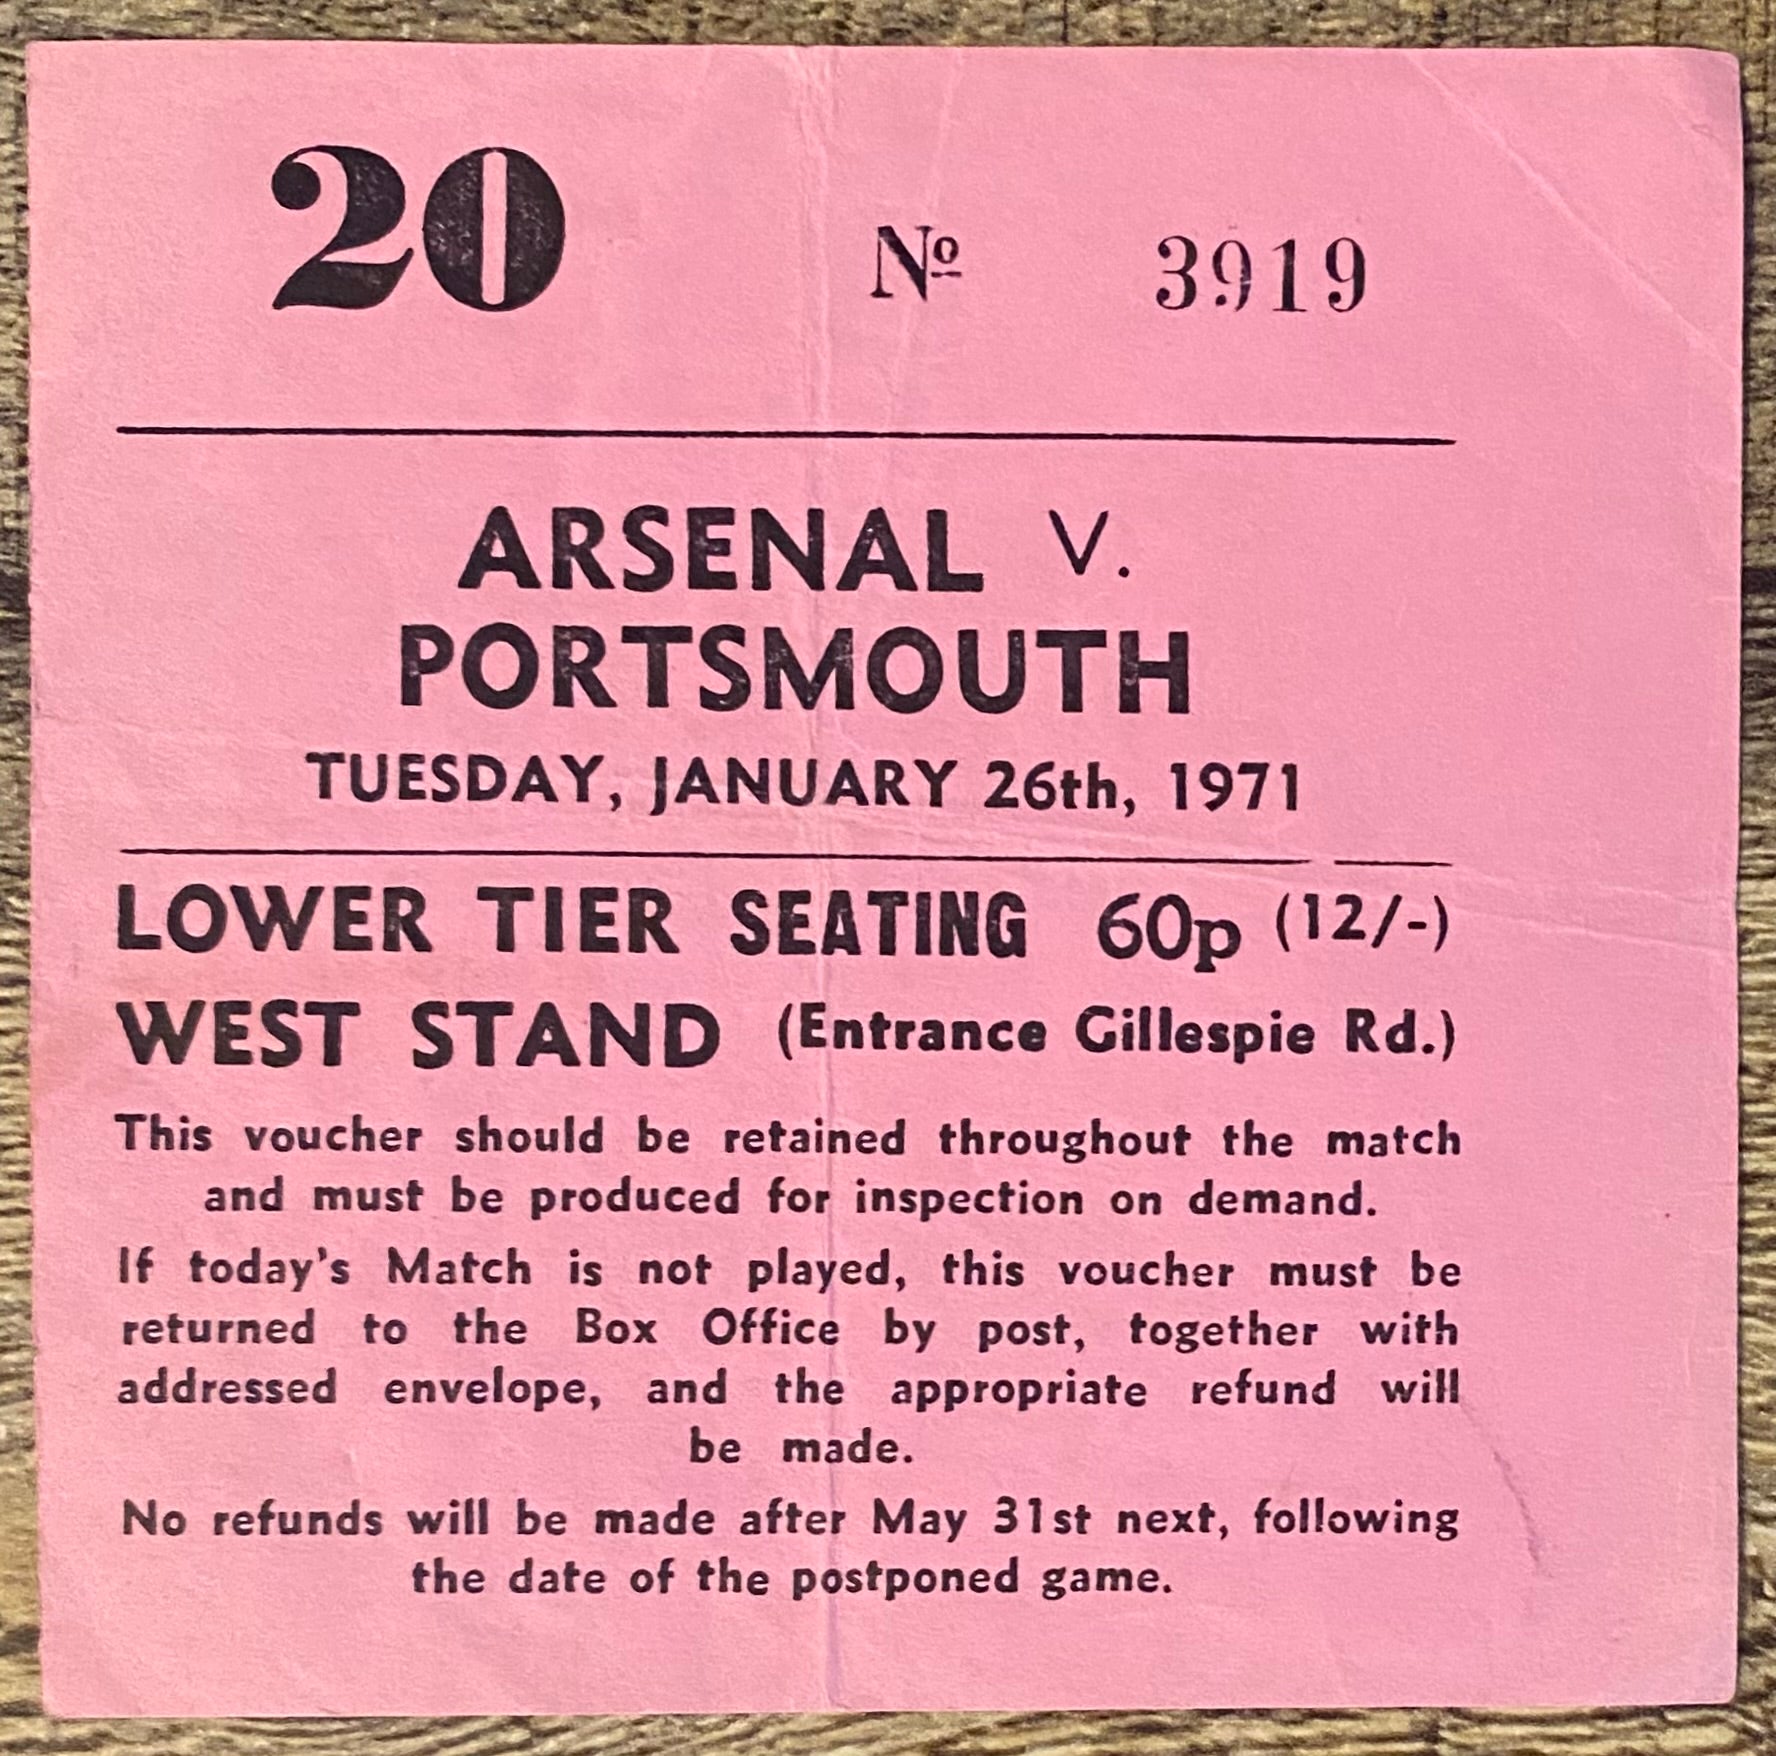 20 Nº 3919
ARSENAL V.
PORTSMOUTH
TUESDAY, JANUARY 26th, 1971
LOWER TIER SEATING 60p (12/-)
WEST STAND (Entrance Gillespie Rd.)
This voucher should be retained throughout the match
and must be produced for inspection on demand.
If today's Match is not played, this voucher must be
returned to the Box Office by post, together with
addressed envelope, and the appropriate refund will
be made.
No refunds will be made after May 31st next, following
the date of the postponed game.